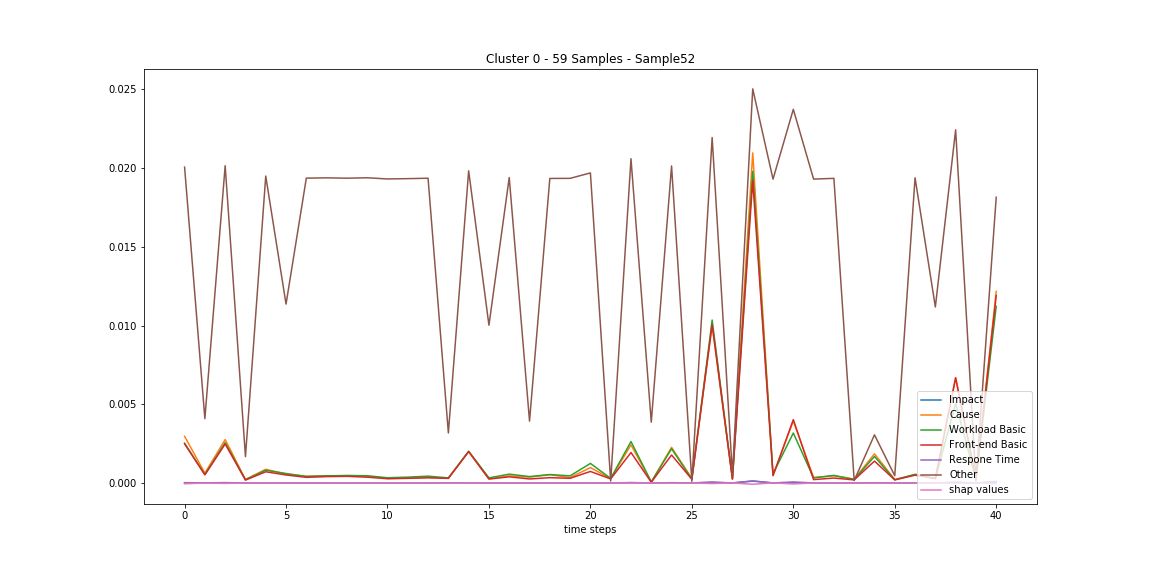 Cluster 0 - 59 Samples - Sample52
0.025
0.020
0.015
0.010
0.005
0.000
Impact
Cause
Workload Basic
Front-end Basic
Respone Time
Other
shap values
0 5 10 15 20 25 30 35 40
time steps